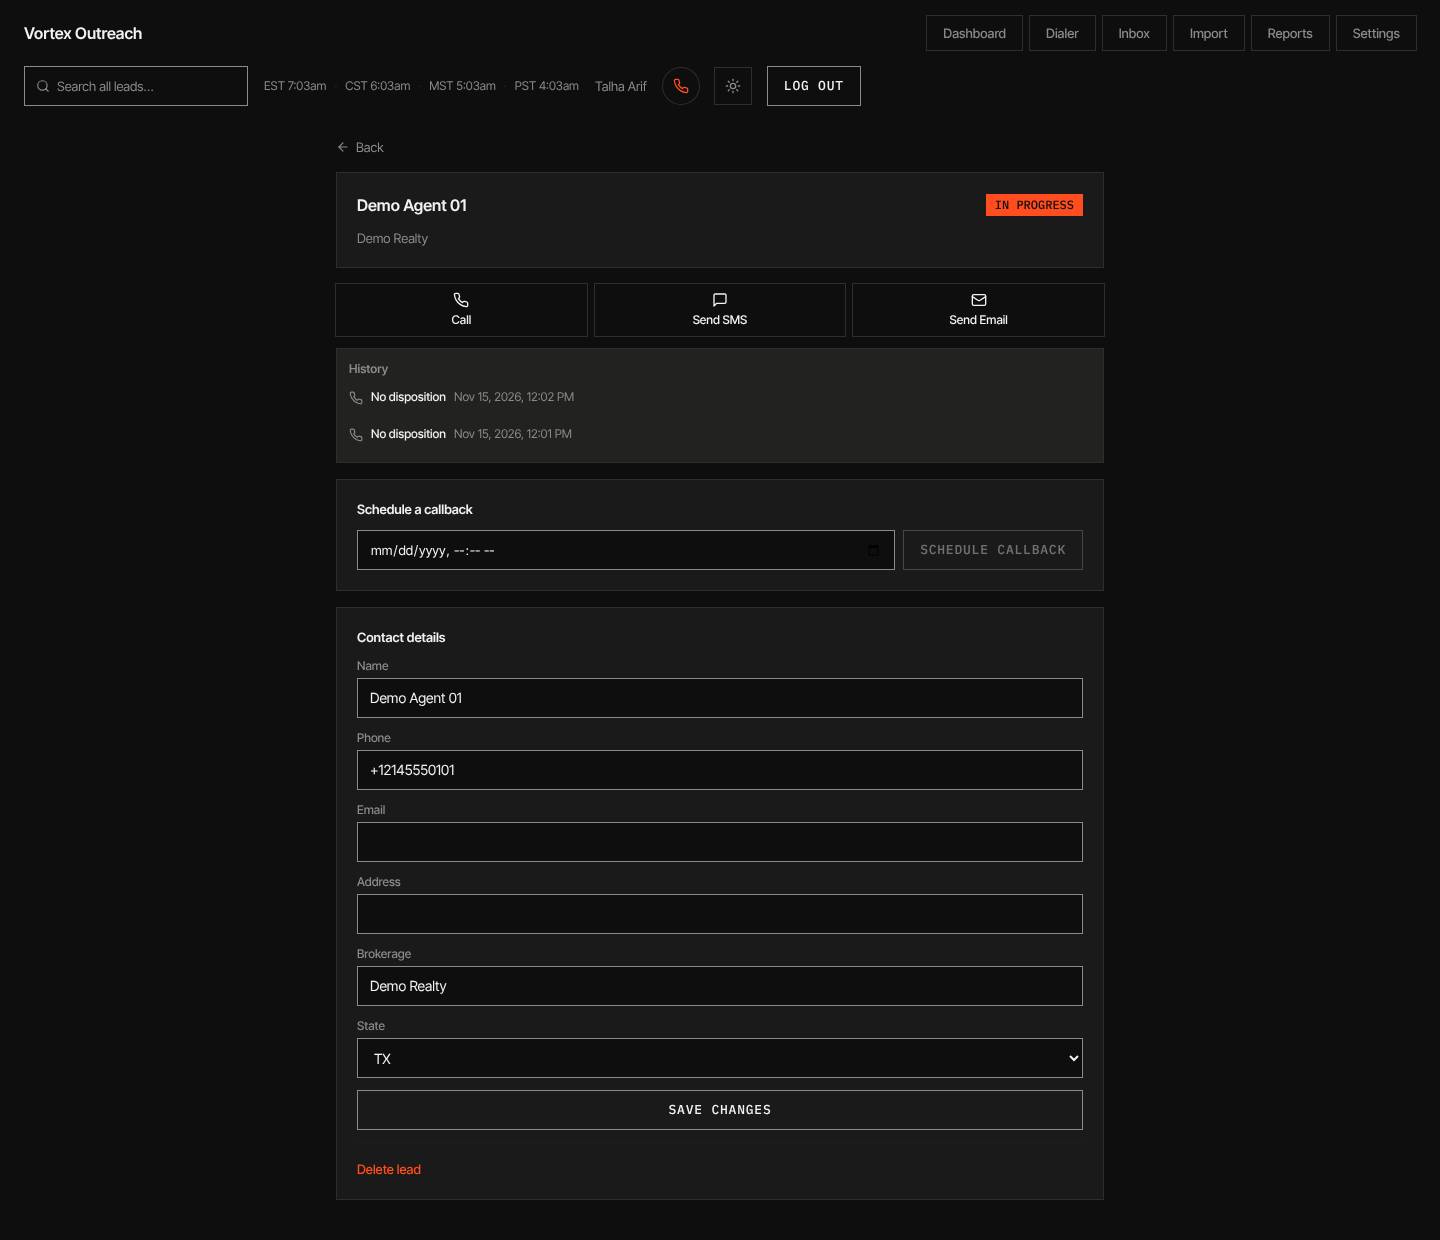 Vortex Outreach
Dashboard
Dialer
Inbox
Import
Reports
Settings
Search all leads...
EST 7:03am · CST 6:03am · MST 5:03am · PST 4:03am
Talha Arif
LOG OUT
Back
Demo Agent 01
IN PROGRESS
Demo Realty
Call
Send SMS
Send Email
History
No disposition Nov 15, 2026, 12:02 PM
No disposition Nov 15, 2026, 12:01 PM
Schedule a callback
mm/dd/yyyy, --:-- --
SCHEDULE CALLBACK
Contact details
Name
Demo Agent 01
Phone
+12145550101
Email
Address
Brokerage
Demo Realty
State
TX
SAVE CHANGES
Delete lead